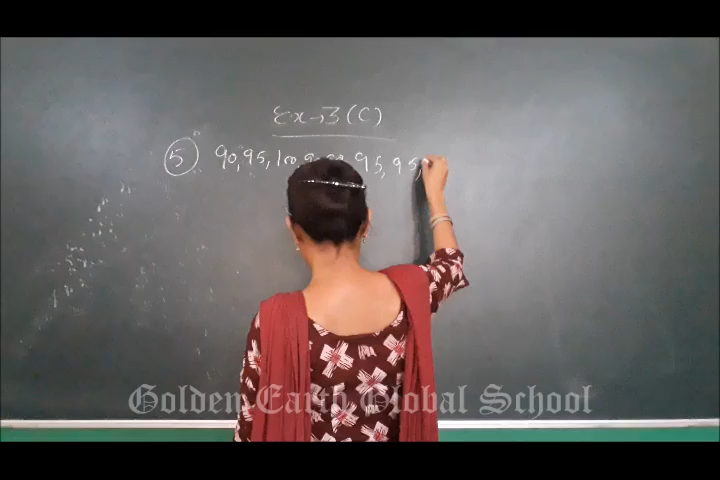 Ex → 3 (C)
5 90, 95, 100, 95, 95,
Golden Earth Global School